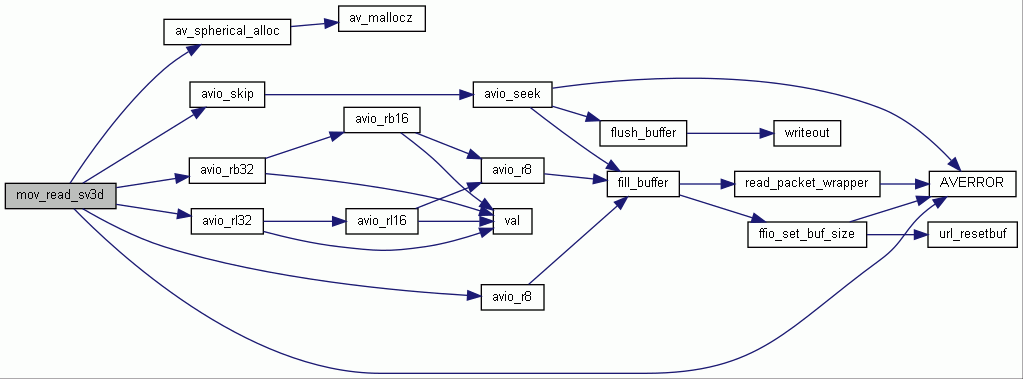 av_spherical_alloc
av_mallocz
avio_skip
avio_seek
avio_rb16
flush_buffer
writeout
avio_rb32
avio_r8
mov_read_sv3d
fill_buffer
read_packet_wrapper
AVERROR
avio_rl32
avio_rl16
val
ffio_set_buf_size
url_resetbuf
avio_r8